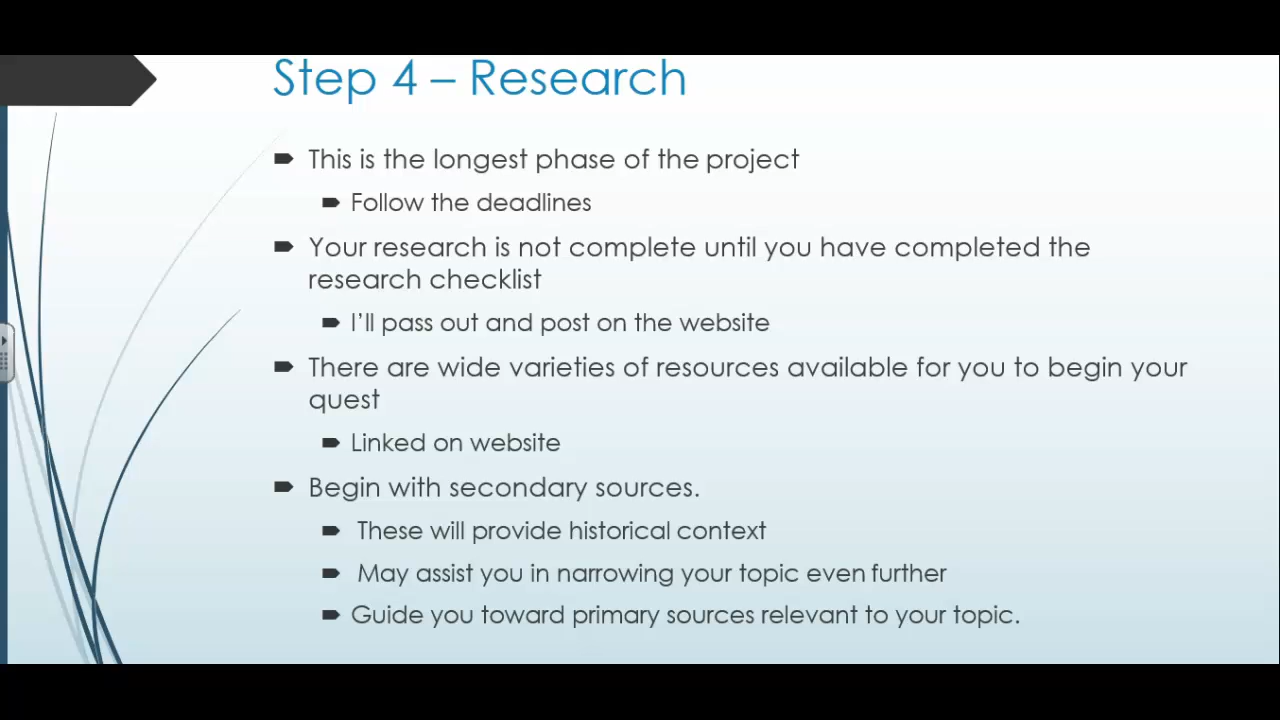 Step 4 – Research
This is the longest phase of the project
Follow the deadlines
Your research is not complete until you have completed the
research checklist
I'll pass out and post on the website
There are wide varieties of resources available for you to begin your
quest
Linked on website
Begin with secondary sources.
These will provide historical context
May assist you in narrowing your topic even further
Guide you toward primary sources relevant to your topic.